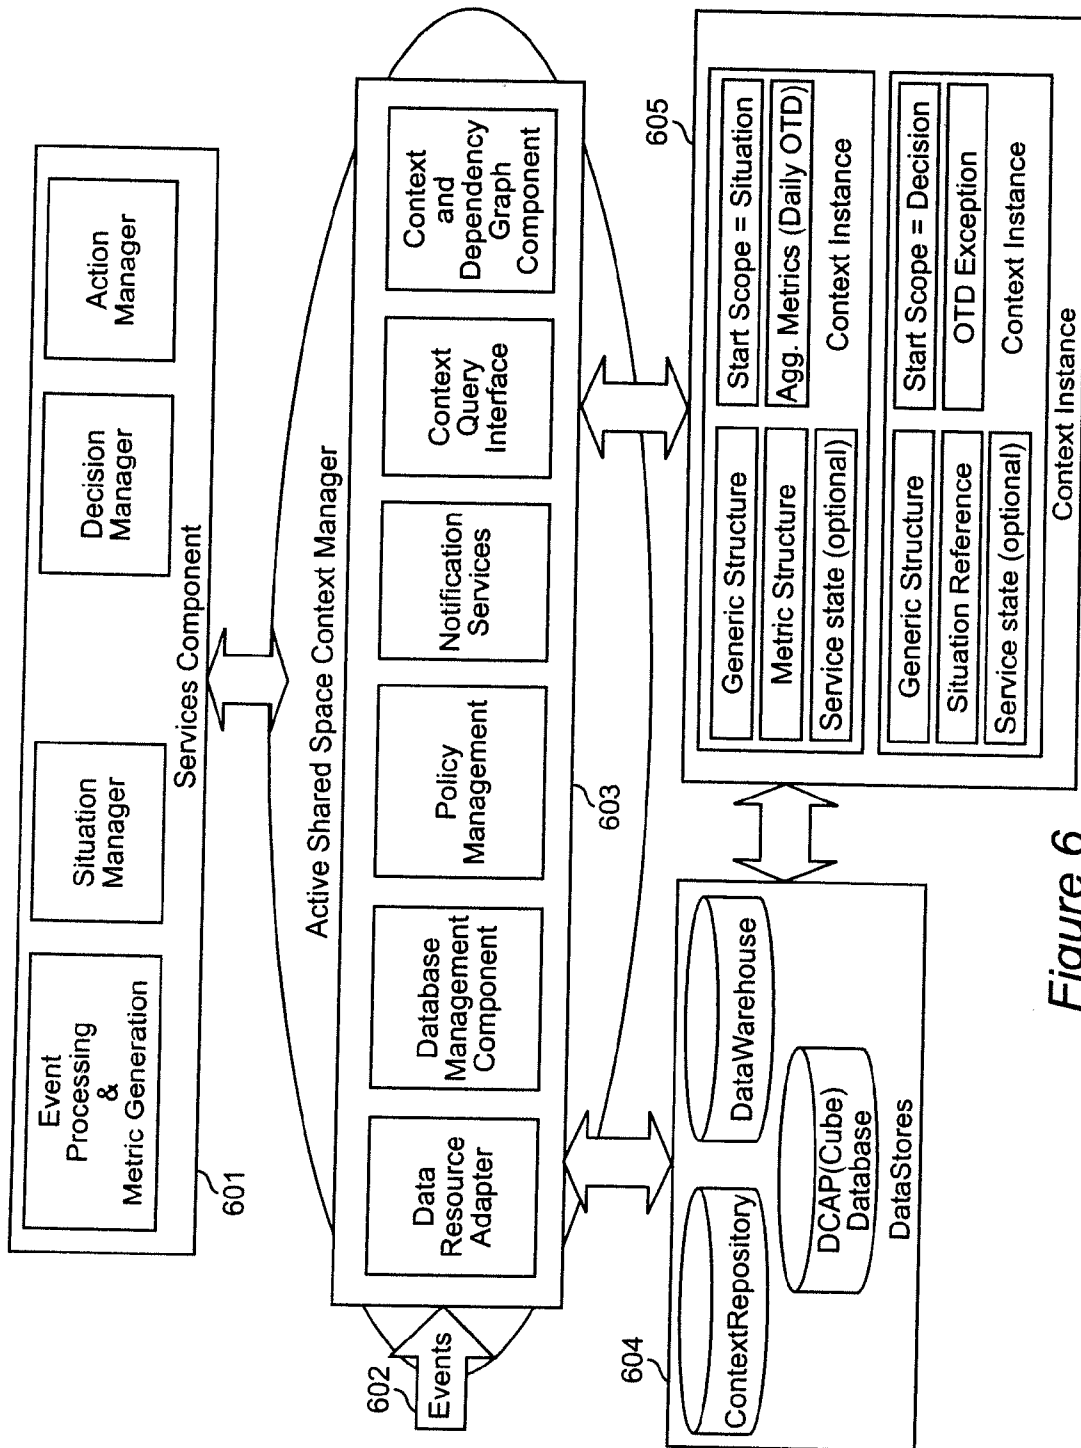 Event
Processing
&
Metric Generation
Situation
Manager
Decision
Manager
Action
Manager
Services Component
601
Active Shared Space Context Manager
602
Events
Data
Resource
Adapter
Database
Management
Component
Policy
Management
Notification
Services
Context
Query
Interface
Context
and
Dependency
Graph
Component
603
604
ContextRepository
DataWarehouse
DCAP(Cube)
Database
DataStores
605
Generic Structure
Start Scope = Situation
Metric Structure
Agg. Metrics (Daily OTD)
Service state (optional)
Context Instance
Generic Structure
Start Scope = Decision
Situation Reference
OTD Exception
Service state (optional)
Context Instance
Context Instance
Figure 6